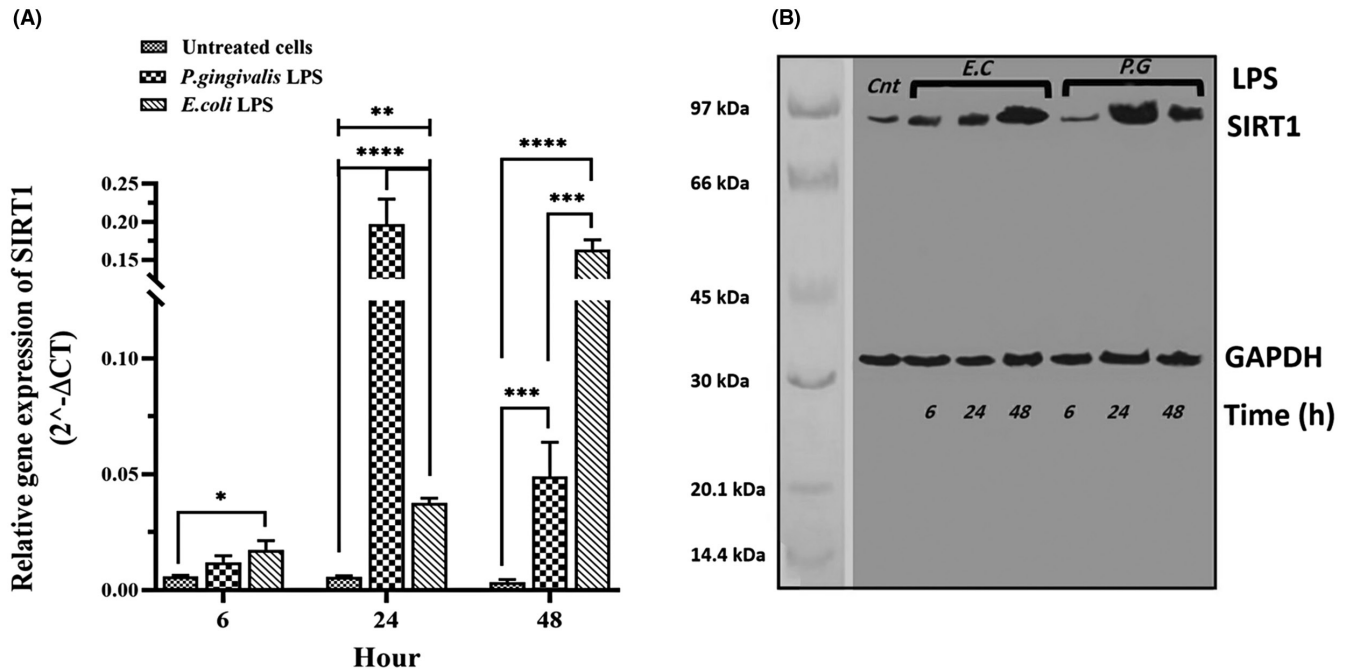 (A)
Untreated cells
P.gingivalis LPS
E.coli LPS
Relative gene expression of SIRT1
(2^-ΔCT)
0.25
0.20
0.15
0.10
0.05
0.00
**
****
****
***
***
*
6
24
48
Hour
(B)
97 kDa
66 kDa
45 kDa
30 kDa
20.1 kDa
14.4 kDa
Cnt
E.C
P.G
LPS
SIRT1
GAPDH
6 24 48 6 24 48
Time (h)